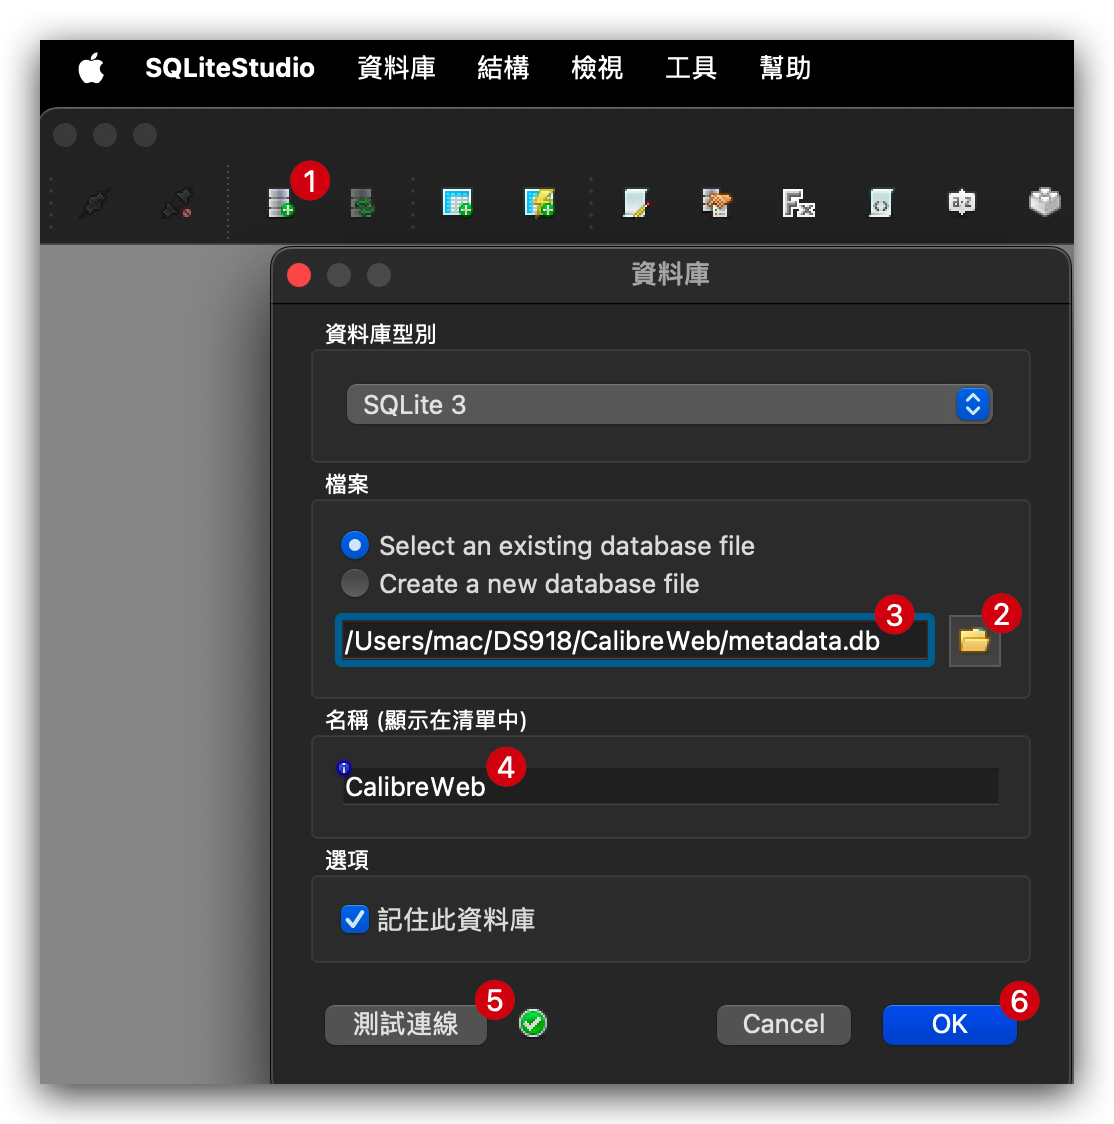 SQLiteStudio 資料庫 結構 檢視 工具 幫助
1
Fx
a·z
資料庫
資料庫型別
SQLite 3
檔案
Select an existing database file
Create a new database file
/Users/mac/DS918/CalibreWeb/metadata.db 3 2
名稱 (顯示在清單中)
CalibreWeb 4
選項
記住此資料庫
測試連線 5 Cancel OK 6